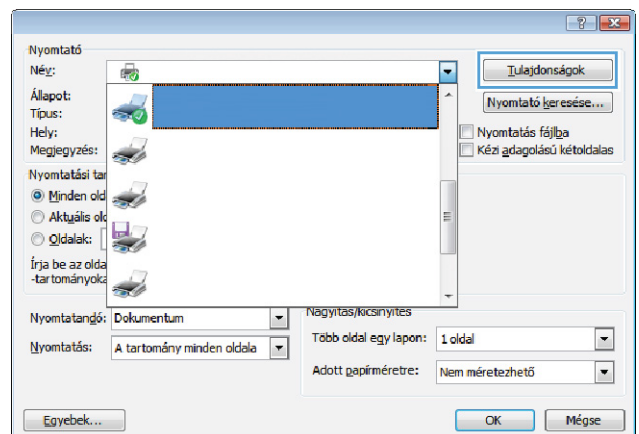 Nyomtató
Név:
Tulajdonságok
Állapot:
Nyomtató keresése...
Típus:
Hely:
Nyomtatás fájlba
Megjegyzés:
Kézi adagolású kétoldalas
Nyomtatási tar
Minden old
Aktuális old
Oldalak:
Írja be az olda
-tartományoka
Nyomtatandó: Dokumentum
Nagyítás/kicsinyítés
Nyomtatás: A tartomány minden oldala
Több oldal egy lapon: 1 oldal
Adott papírméretre: Nem méretezhető
Egyebek...
OK
Mégse